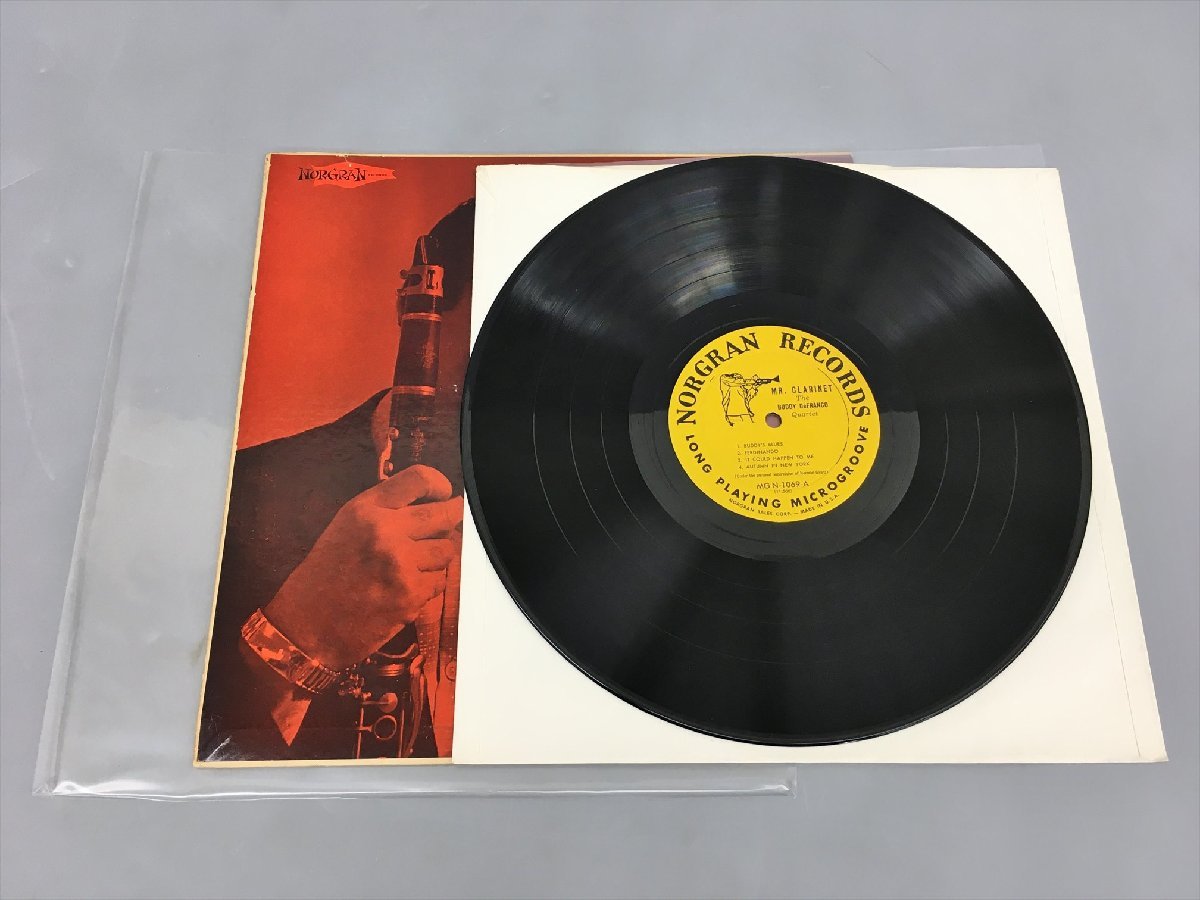 NORGRAN
NORGRAN RECORDS
MR. CLARINET
The
BUDDY DeFRANCO
Quartet
1. BUDDY'S BLUES
2. FERDINANDO
3. IT COULD HAPPEN TO ME
4. AUTUMN IN NEW YORK
MG N-1069 A
LONG PLAYING MICROGROOVE
NORGRAN SALES CORP. — MADE IN U.S.A.